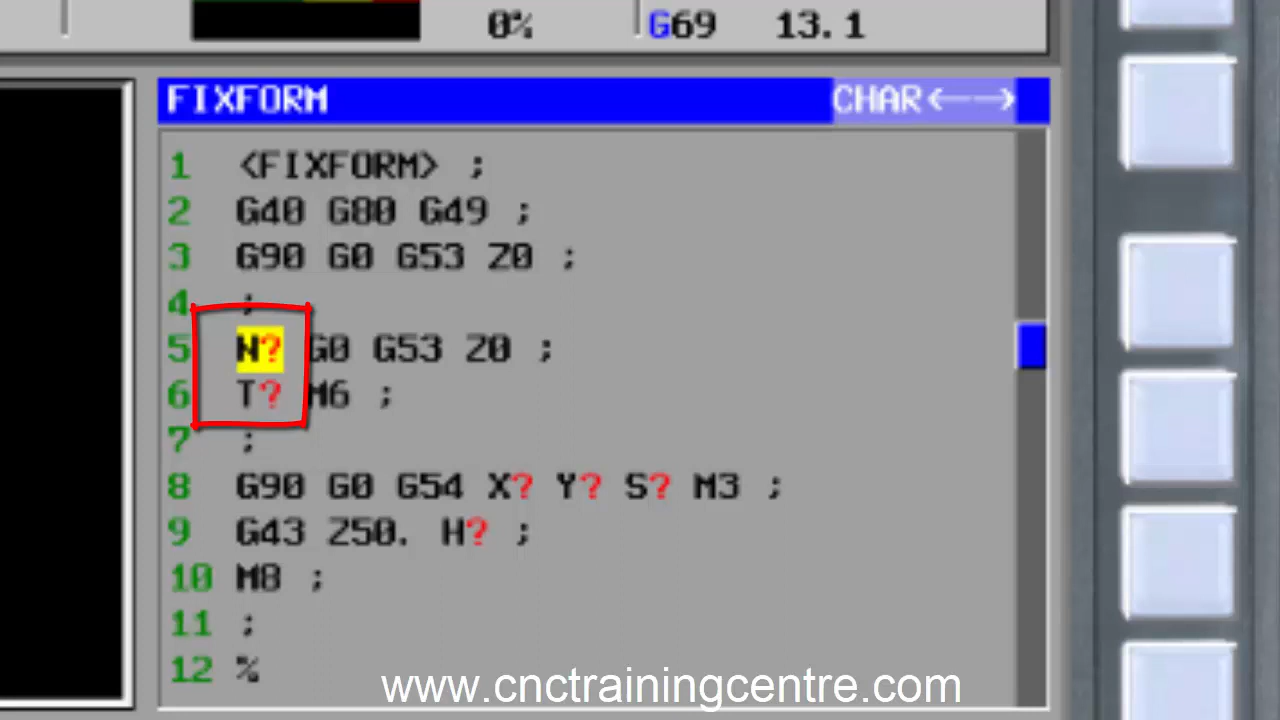 0% G69 13.1
FIXFORM CHAR<-->
1 <FIXFORM> ;
2 G40 G80 G49 ;
3 G90 G0 G53 Z0 ;
4 ;
5 N? G0 G53 Z0 ;
6 T? M6 ;
7 ;
8 G90 G0 G54 X? Y? S? M3 ;
9 G43 Z50. H? ;
10 M8 ;
11 ;
12 %
www.cnctrainingcentre.com